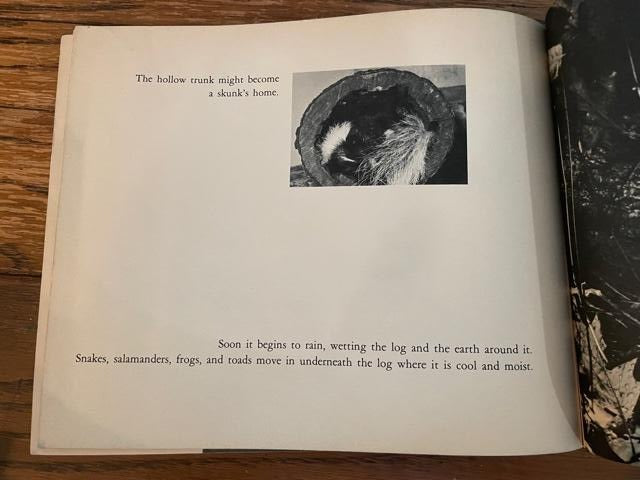 The hollow trunk might become
a skunk's home.
Soon it begins to rain, wetting the log and the earth around it.
Snakes, salamanders, frogs, and toads move in underneath the log where it is cool and moist.